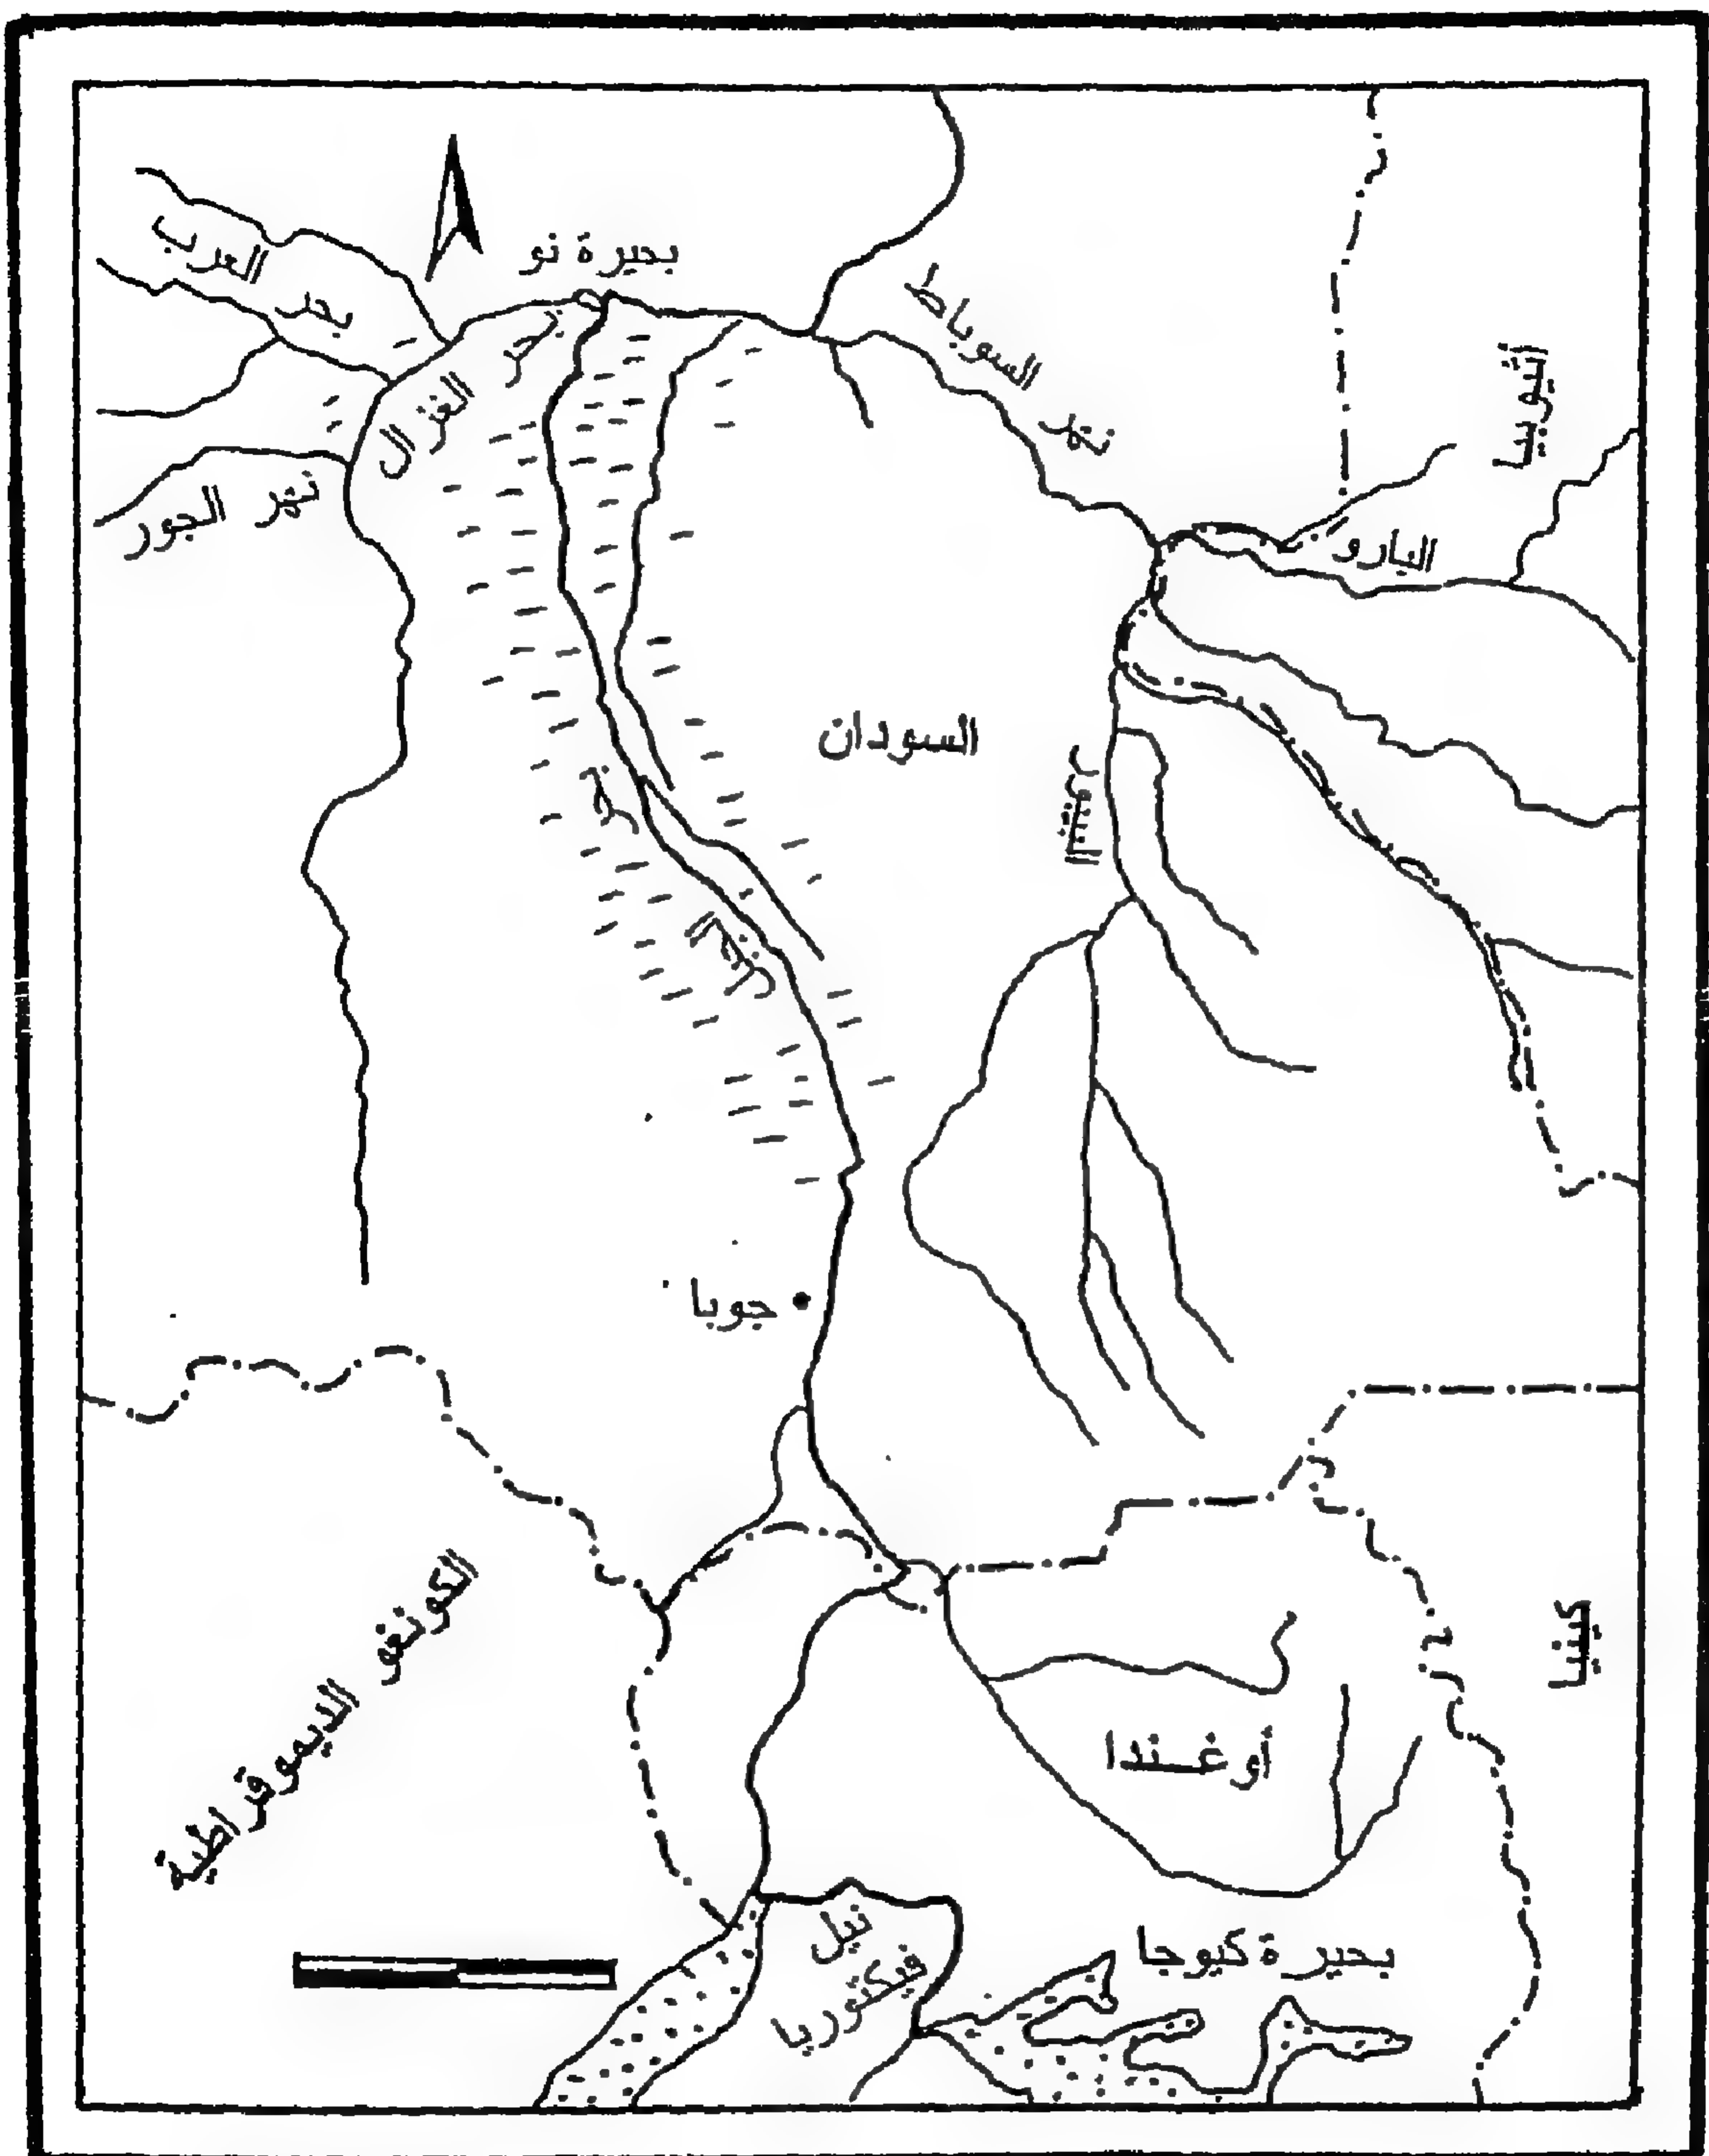 بحيرة نو
بحر العرب
بحر الغزال
نهر الجور
نهر السوباط
اثيوبيا
البارو
السودان
جوبا
الكونغو الديموقراطية
كينيا
أوغندا
نيل
فيكتوريا
بحيرة كيوجا